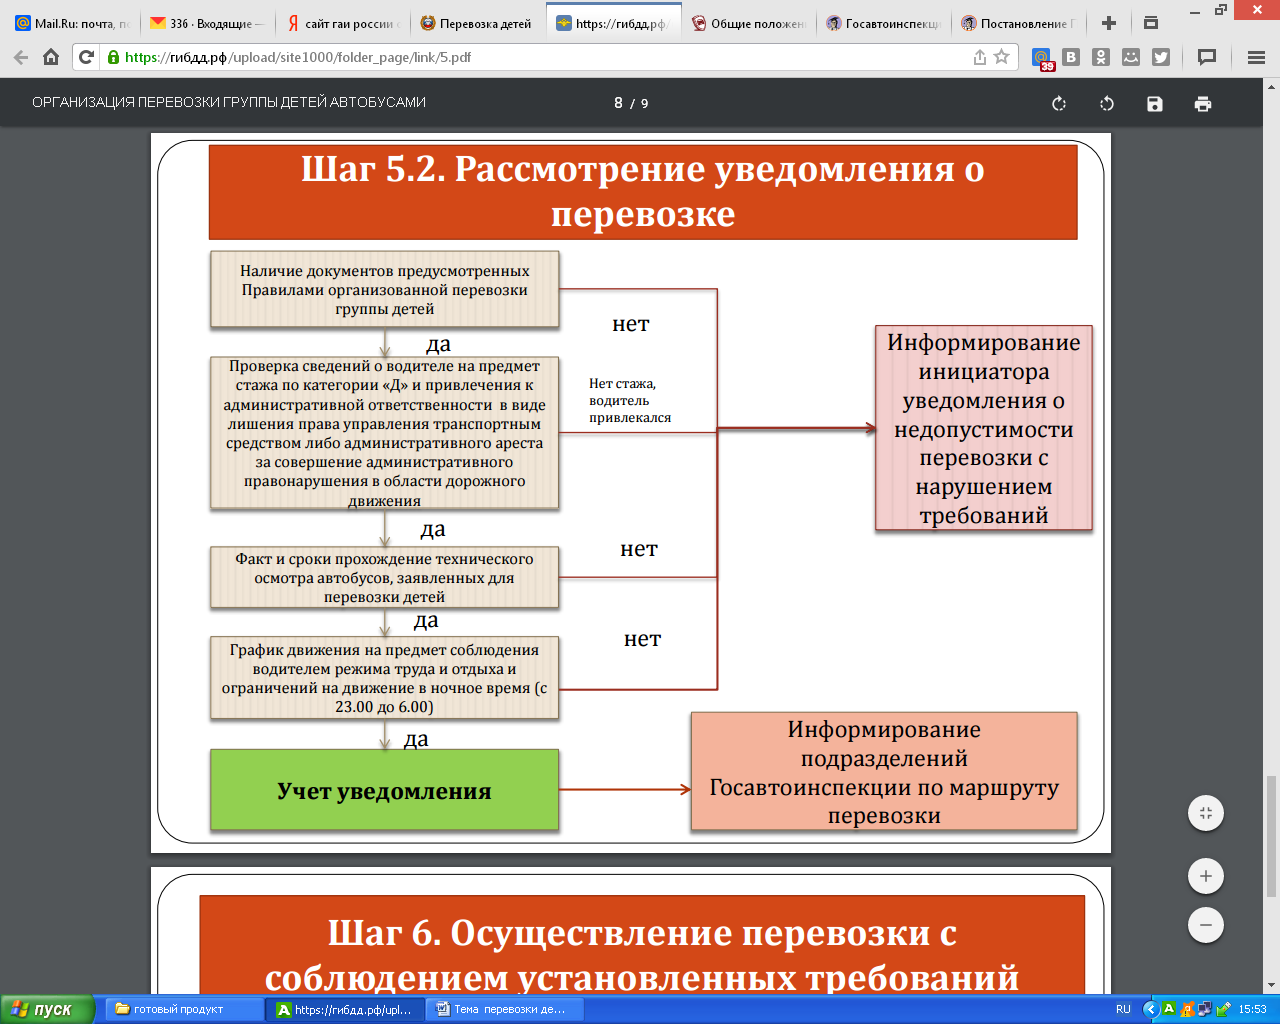 Mail.Ru: почта, по
336 · Входящие —
сайт гаи россии с
Перевозка детей
https://гибдд.рф/
Общие положен
Госавтоинспекц
Постановление П
https://гибдд.рф/upload/site1000/folder_page/link/5.pdf
39
ОРГАНИЗАЦИЯ ПЕРЕВОЗКИ ГРУППЫ ДЕТЕЙ АВТОБУСАМИ
8 / 9
Шаг 5.2. Рассмотрение уведомления о
перевозке
Наличие документов предусмотренных
Правилами организованной перевозки
группы детей
нет
да
Проверка сведений о водителе на предмет
стажа по категории «Д» и привлечения к
административной ответственности в виде
лишения права управления транспортным
средством либо административного ареста
за совершение административного
правонарушения в области дорожного
движения
Нет стажа,
водитель
привлекался
Информирование
инициатора
уведомления о
недопустимости
перевозки с
нарушением
требований
да
нет
Факт и сроки прохождение технического
осмотра автобусов, заявленных для
перевозки детей
да
нет
График движения на предмет соблюдения
водителем режима труда и отдыха и
ограничений на движение в ночное время (с
23.00 до 6.00)
да
Учет уведомления
Информирование
подразделений
Госавтоинспекции по маршруту
перевозки
Шаг 6. Осуществление перевозки с
соблюдением установленных требований
пуск
готовый продукт
https://гибдд.рф/upl...
Тема перевозки де...
RU
15:53